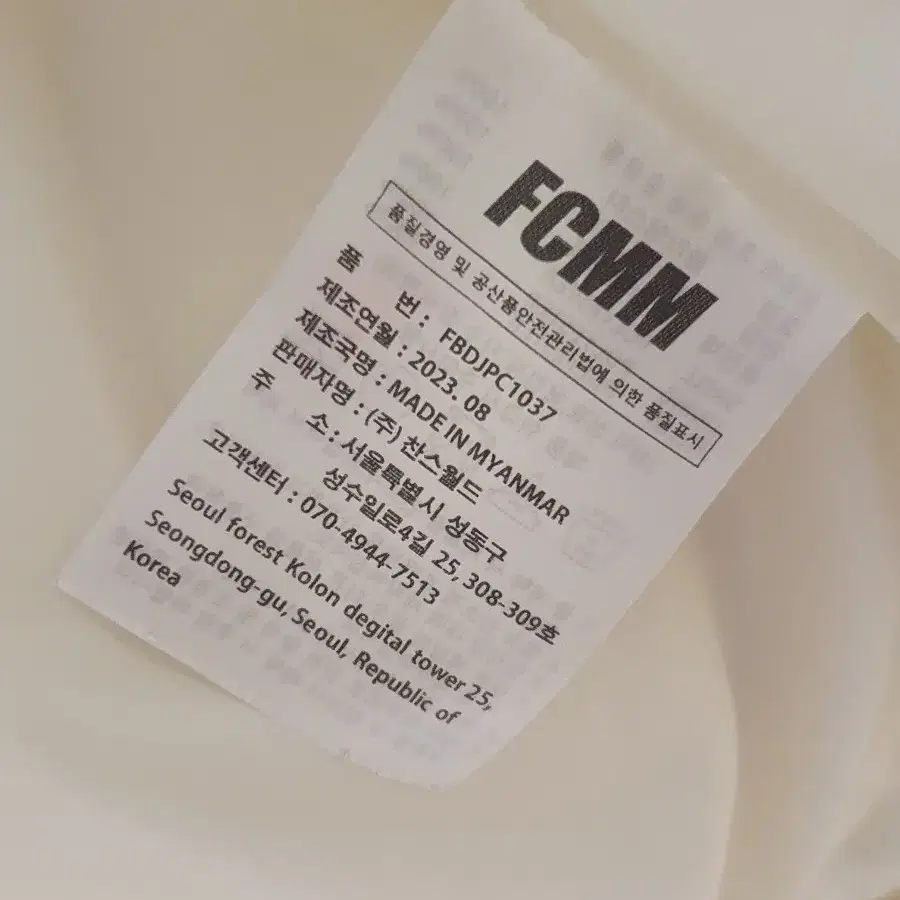 FCMM
품질경영 및 공산품안전관리법에 의한 품질표시
품 번 : FBDJPC1037
제조연월 : 2023. 08
제조국명 : MADE IN MYANMAR
판매자명 : (주) 찬스월드
주 소 : 서울특별시 성동구
성수일로4길 25, 308-309호
고객센터 : 070-4944-7513
Seoul forest Kolon degital tower 25,
Seongdong-gu, Seoul, Republic of
Korea